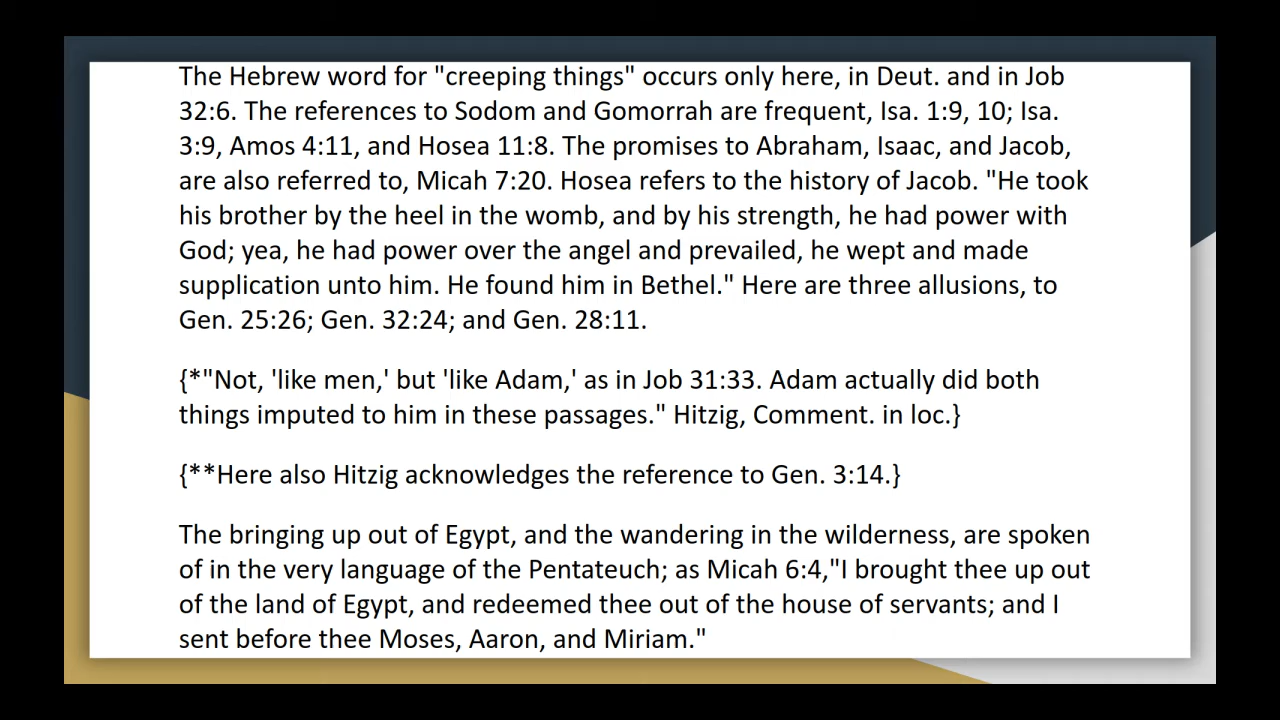 The Hebrew word for "creeping things" occurs only here, in Deut. and in Job
32:6. The references to Sodom and Gomorrah are frequent, Isa. 1:9, 10; Isa.
3:9, Amos 4:11, and Hosea 11:8. The promises to Abraham, Isaac, and Jacob,
are also referred to, Micah 7:20. Hosea refers to the history of Jacob. "He took
his brother by the heel in the womb, and by his strength, he had power with
God; yea, he had power over the angel and prevailed, he wept and made
supplication unto him. He found him in Bethel." Here are three allusions, to
Gen. 25:26; Gen. 32:24; and Gen. 28:11.
{*"Not, 'like men,' but 'like Adam,' as in Job 31:33. Adam actually did both
things imputed to him in these passages." Hitzig, Comment. in loc.}
{**Here also Hitzig acknowledges the reference to Gen. 3:14.}
The bringing up out of Egypt, and the wandering in the wilderness, are spoken
of in the very language of the Pentateuch; as Micah 6:4,"I brought thee up out
of the land of Egypt, and redeemed thee out of the house of servants; and I
sent before thee Moses, Aaron, and Miriam."